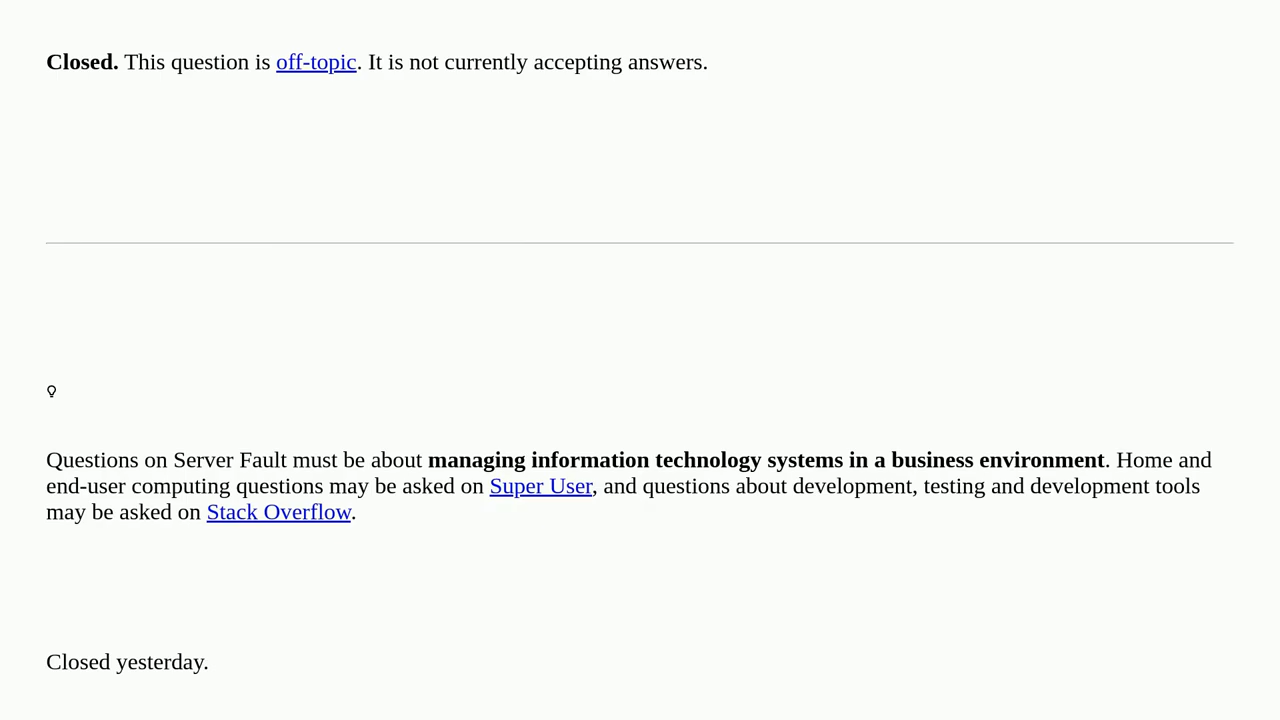 Closed. This question is off-topic. It is not currently accepting answers.
Questions on Server Fault must be about managing information technology systems in a business environment. Home and
end-user computing questions may be asked on Super User, and questions about development, testing and development tools
may be asked on Stack Overflow.
Closed yesterday.